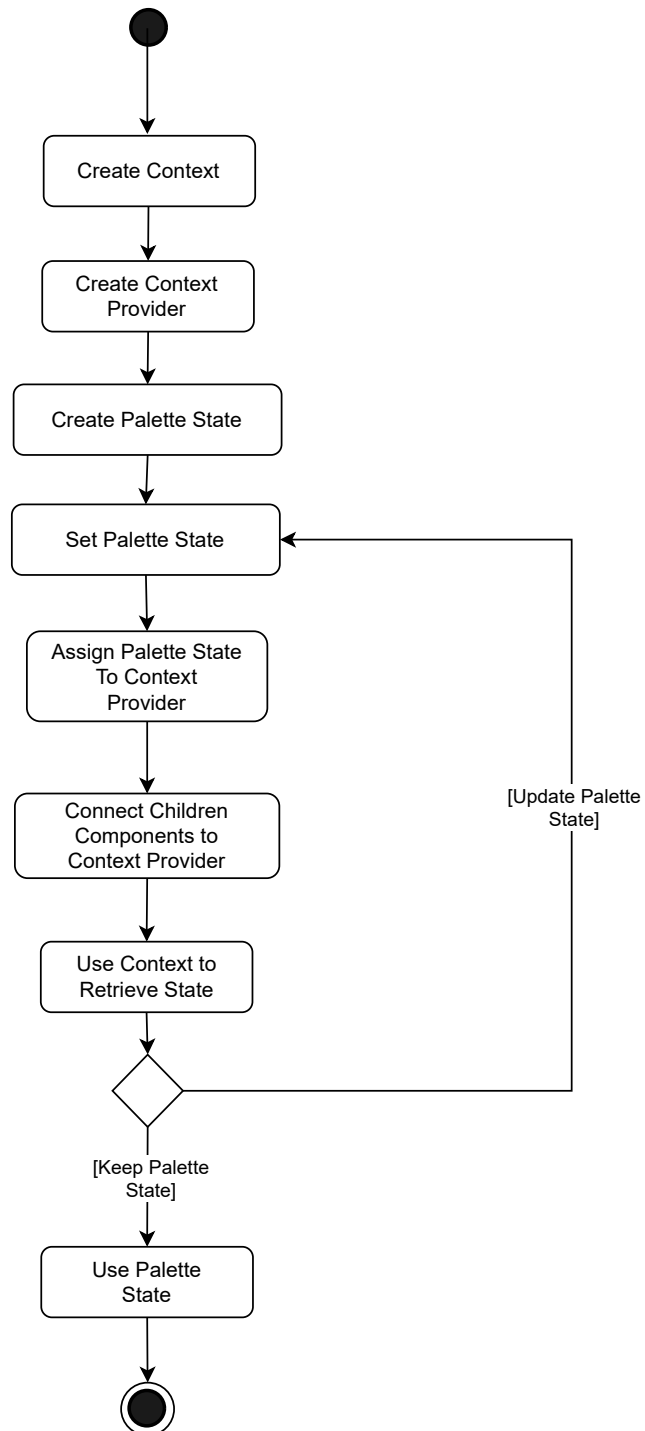 Create Context
Create Context
Provider
Create Palette State
Set Palette State
Assign Palette State
To Context
Provider
Connect Children
Components to
Context Provider
[Update Palette
State]
Use Context to
Retrieve State
[Keep Palette
State]
Use Palette
State